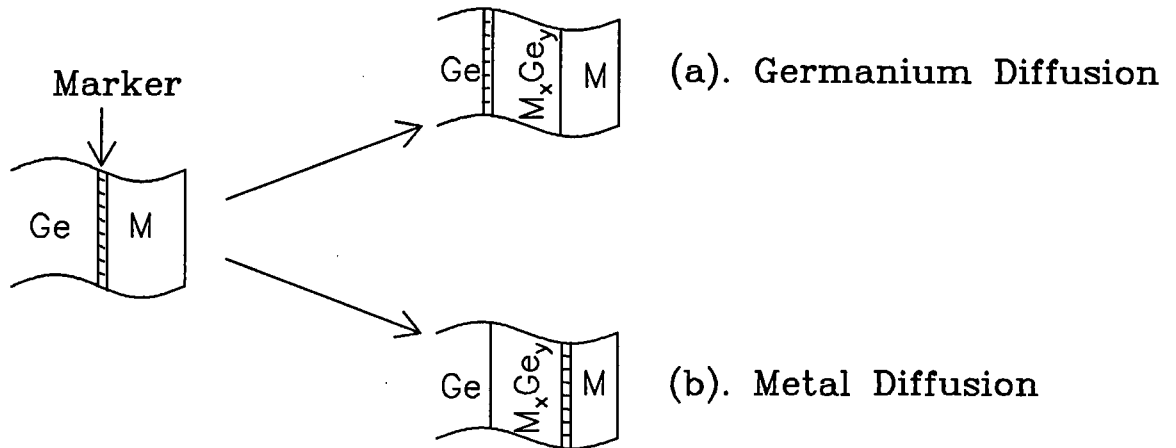 Marker
Ge
M
Ge
MxGey
M
(a). Germanium Diffusion
Ge
MxGey
M
(b). Metal Diffusion